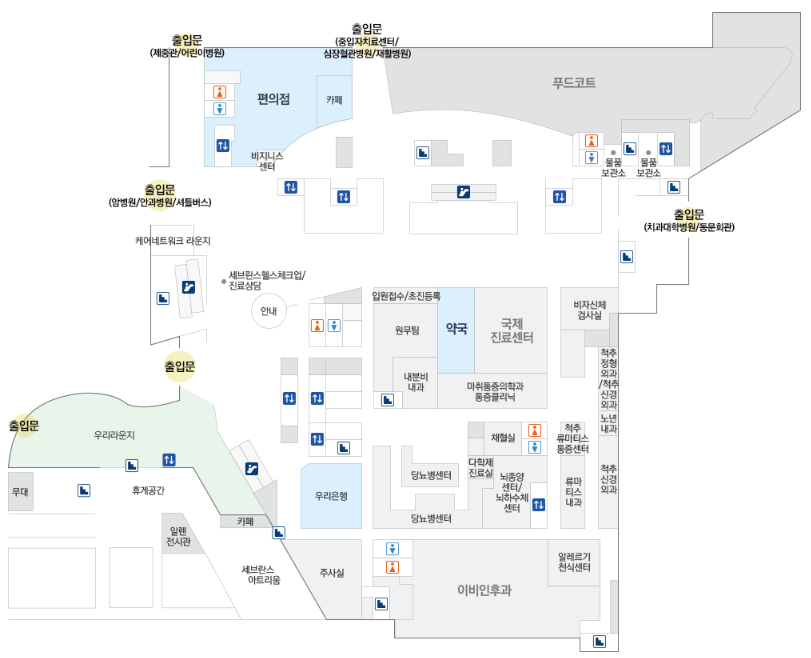 출입문
(제중관/어린이병원)
출입문
(중입자치료센터/
심장혈관병원/재활병원)
푸드코트
편의점
카페
비지니스
센터
물품
보관소
물품
보관소
출입문
(암병원/안과병원/셔틀버스)
출입문
(치과대학병원/동문회관)
케어네트워크 라운지
세브란스헬스체크업/
진료상담
안내
입원접수/초진등록
원무팀
약국
국제
진료센터
비자신체
검사실
내분비
내과
마취통증의학과
통증클리닉
척추
정형
외과
/척추
신경
외과
노년
내과
출입문
출입문
우리라운지
채혈실
척추
류마티스
통증센터
다학제
진료실
당뇨병센터
뇌종양
센터/
뇌하수체
센터
류마
티스
내과
척추
신경
외과
무대
휴게공간
우리은행
당뇨병센터
카페
알렌
전시관
세브란스
아트리움
주사실
이비인후과
알레르기
천식센터